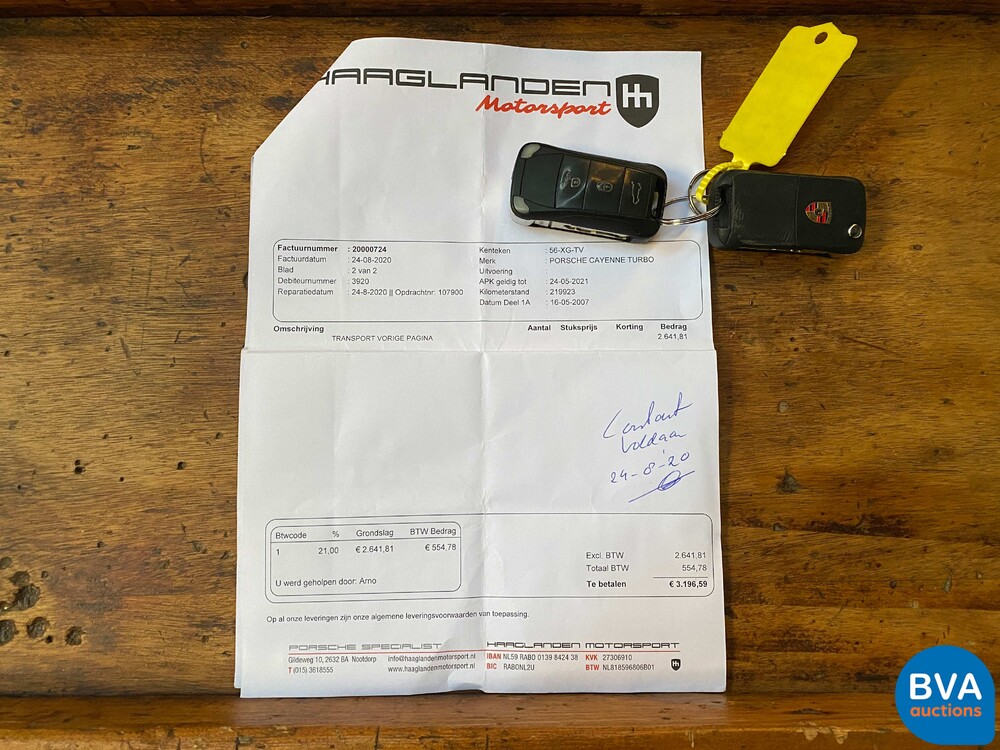 HAAGLANDEN
Motorsport
Factuurnummer : 20000724
Factuurdatum : 24-08-2020
Blad : 2 van 2
Debiteurnummer : 3920
Reparatiedatum : 24-8-2020 || Opdrachtnr: 107900
Kenteken : 56-XG-TV
Merk : PORSCHE CAYENNE TURBO
Uitvoering :
APK geldig tot : 24-05-2021
Kilometerstand : 219923
Datum Deel 1A : 16-05-2007
Omschrijving Aantal Stuksprijs Korting Bedrag
TRANSPORT VORIGE PAGINA 2.641,81
Contant
Voldaan
24-8-'20
Btwcode % Grondslag BTW Bedrag
1 21,00 € 2.641,81 € 554,78
U werd geholpen door: Arno
Excl. BTW 2.641,81
Totaal BTW 554,78
Te betalen € 3.196,59
Op al onze leveringen zijn onze algemene leveringsvoorwaarden van toepassing.
PORSCHE SPECIALIST HAAGLANDEN MOTORSPORT
Gildeweg 10, 2632 BA Nootdorp info@haaglandenmotorsport.nl IBAN NL59 RABO 0139 8424 38 KVK 27306910
T (015) 3618555 www.haaglandenmotorsport.nl BIC RABONL2U BTW NL818596806B01
BVA
auctions